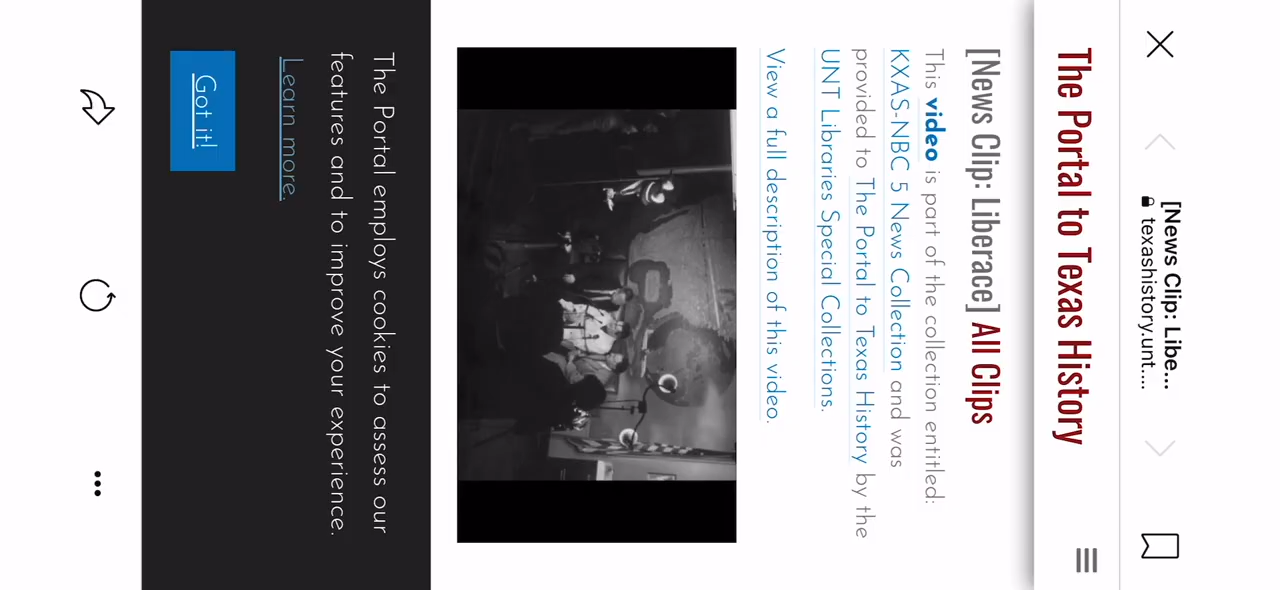 [News Clip: Libe...
texashistory.unt....
The Portal to Texas History
[News Clip: Liberace] All Clips
This video is part of the collection entitled:
KXAS-NBC 5 News Collection and was
provided to The Portal to Texas History by the
UNT Libraries Special Collections.
View a full description of this video.
The Portal employs cookies to assess our
features and to improve your experience.
Learn more.
Got it!